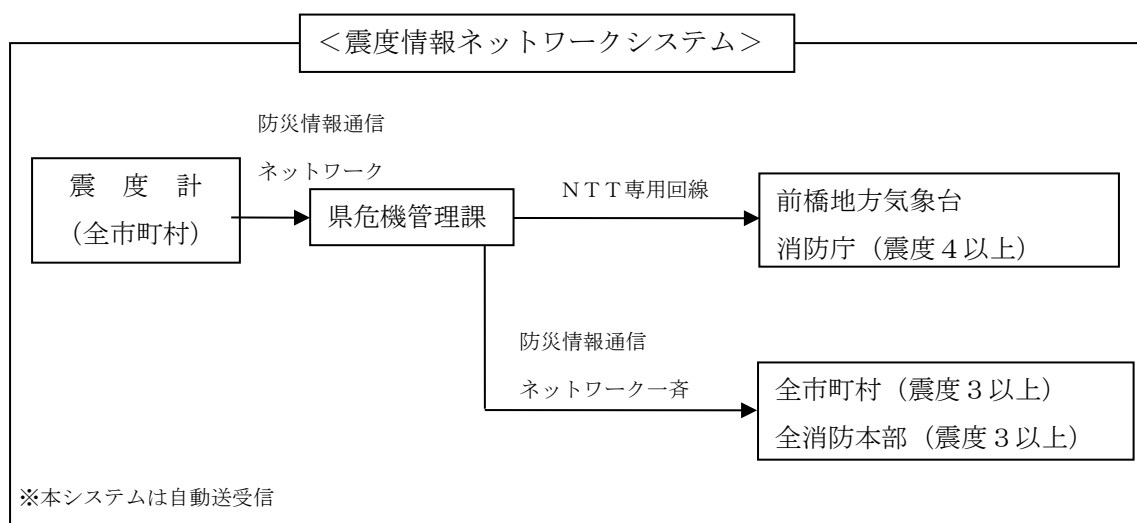 ＜震度情報ネットワークシステム＞
防災情報通信
ネットワーク
震　度　計
（全市町村）
県危機管理課
ＮＴＴ専用回線
前橋地方気象台
消防庁（震度４以上）
防災情報通信
ネットワーク一斉
全市町村（震度３以上）
全消防本部（震度３以上）
※本システムは自動送受信